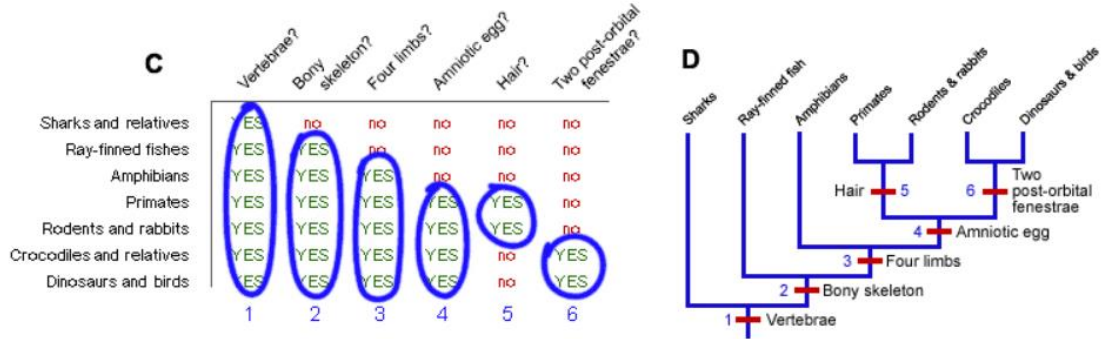 C
Vertebrae?
Bony
skeleton?
Four limbs?
Amniotic egg?
Hair?
Two post-orbital
fenestrae?
Sharks and relatives YES no no no no no
Ray-finned fishes YES YES no no no no
Amphibians YES YES YES no no no
Primates YES YES YES YES YES no
Rodents and rabbits YES YES YES YES YES no
Crocodiles and relatives YES YES YES YES no YES
Dinosaurs and birds YES YES YES YES no YES
1 2 3 4 5 6
D
Sharks
Ray-finned fish
Amphibians
Primates
Rodents & rabbits
Crocodiles
Dinosaurs & birds
Hair 5
6 Two
post-orbital
fenestrae
4 Amniotic egg
3 Four limbs
2 Bony skeleton
1 Vertebrae